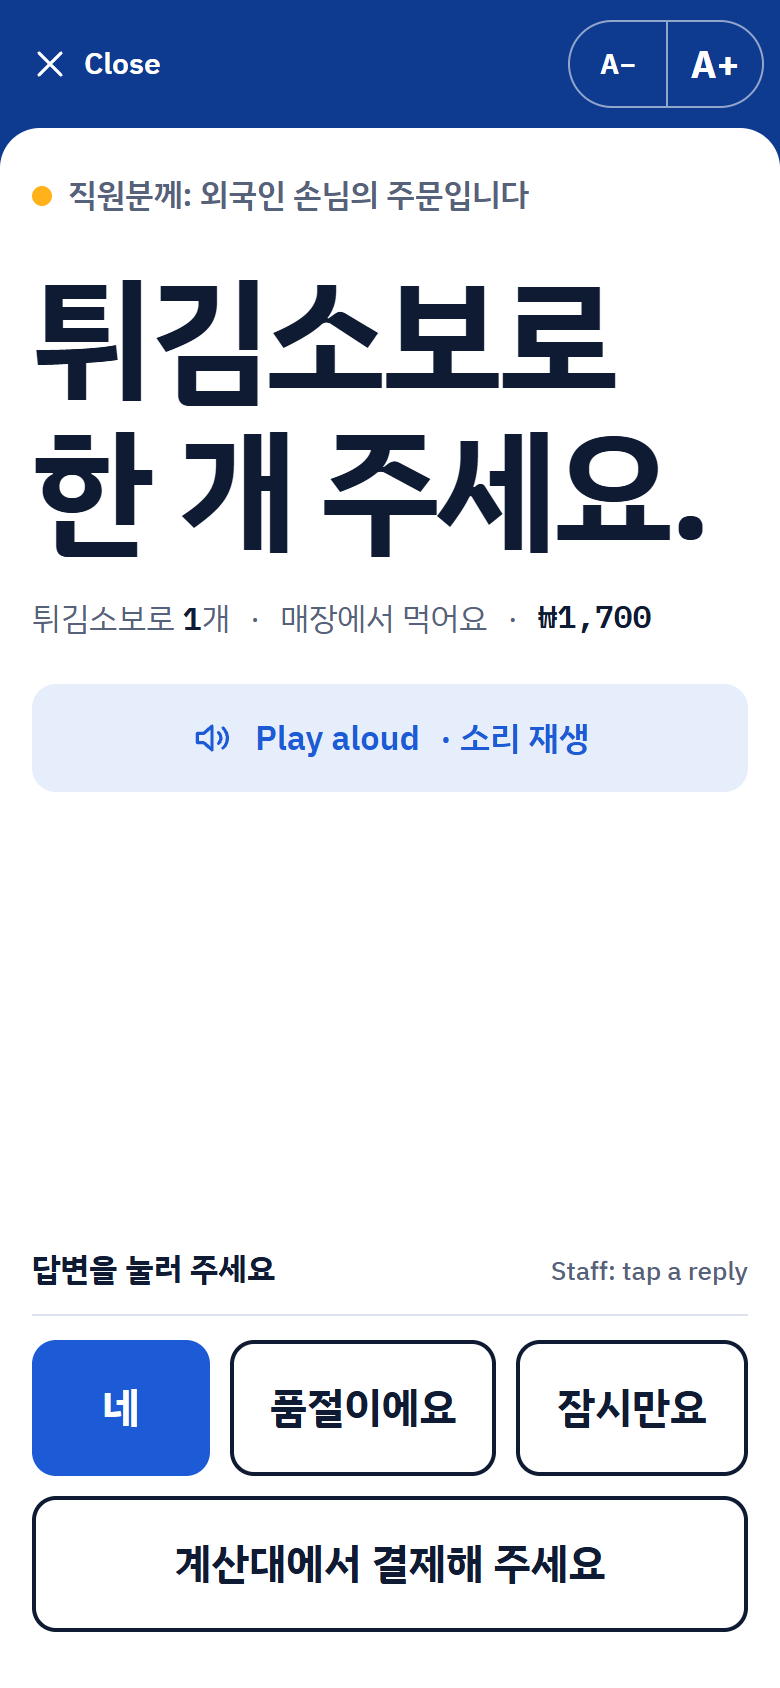 Close
A− A+
직원분께: 외국인 손님의 주문입니다
튀김소보로
한 개 주세요.
튀김소보로 1개 · 매장에서 먹어요 · ₩1,700
Play aloud · 소리 재생
답변을 눌러 주세요 Staff: tap a reply
네 품절이에요 잠시만요
계산대에서 결제해 주세요